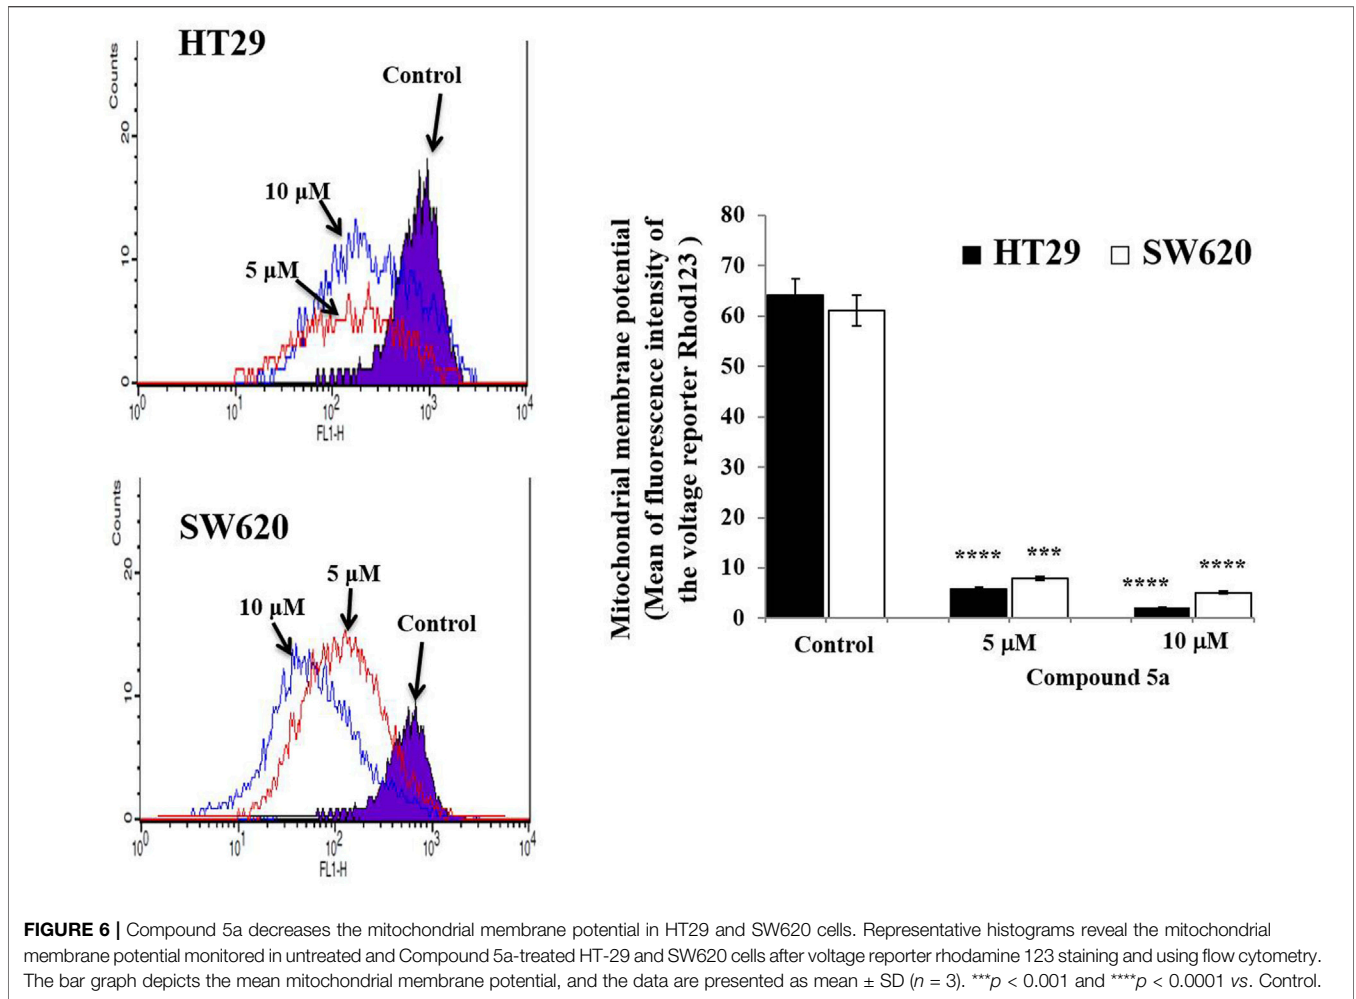 HT29
Counts
Control
10 µM
5 µM
20
10
0
10^0 10^1 10^2 10^3 10^4
FL1-H
SW620
Counts
5 µM
10 µM
Control
20
10
0
10^0 10^1 10^2 10^3 10^4
FL1-H
Mitochondrial membrane potential
(Mean of fluorescence intensity of
the voltage reporter Rhod123 )
80
70
60
50
40
30
20
10
0
HT29 SW620
**** ***
**** ****
Control 5 µM 10 µM
Compound 5a
FIGURE 6 | Compound 5a decreases the mitochondrial membrane potential in HT29 and SW620 cells. Representative histograms reveal the mitochondrial
membrane potential monitored in untreated and Compound 5a-treated HT-29 and SW620 cells after voltage reporter rhodamine 123 staining and using flow cytometry.
The bar graph depicts the mean mitochondrial membrane potential, and the data are presented as mean ± SD (n = 3). ***p < 0.001 and ****p < 0.0001 vs. Control.